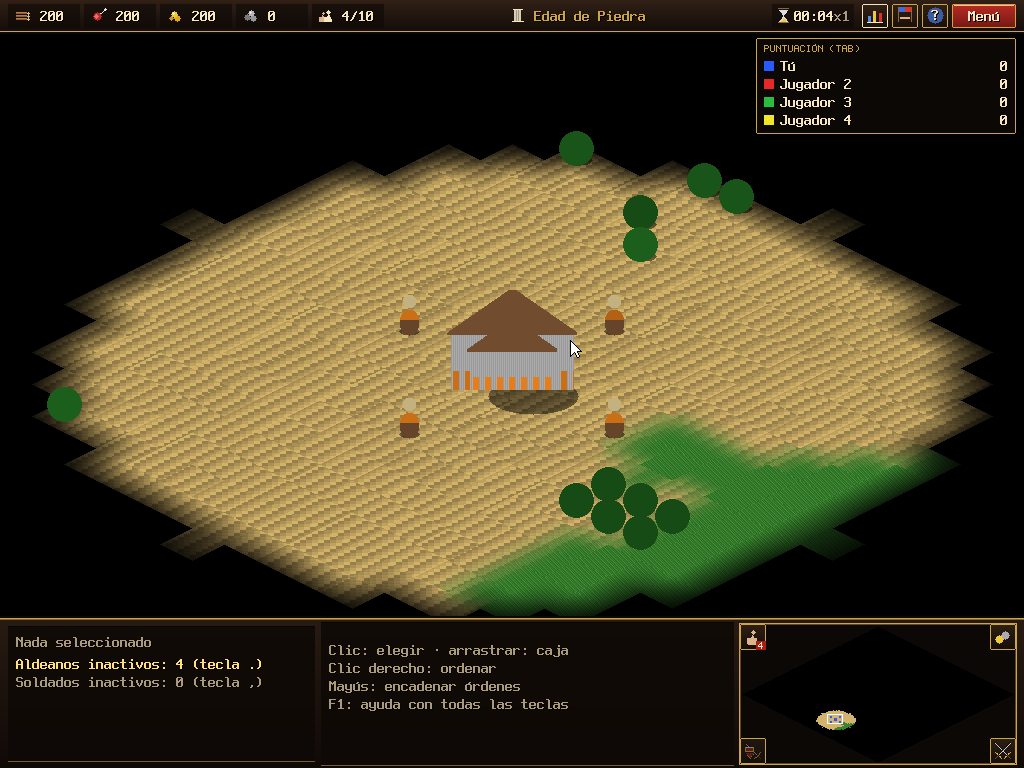 200 200 200 0 4/10 Edad de Piedra 00:04x1 ? Menú
PUNTUACIÓN (TAB)
Tú 0
Jugador 2 0
Jugador 3 0
Jugador 4 0
Nada seleccionado
Aldeanos inactivos: 4 (tecla .)
Soldados inactivos: 0 (tecla ,)
Clic: elegir · arrastrar: caja
Clic derecho: ordenar
Mayús: encadenar órdenes
F1: ayuda con todas las teclas
4